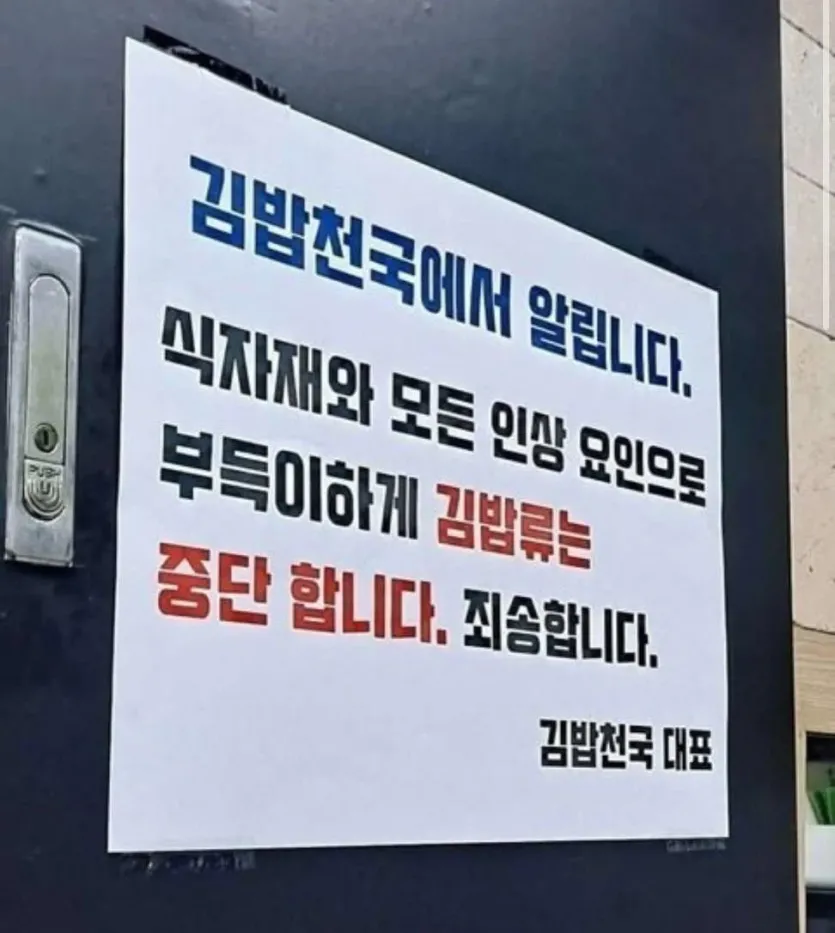 김밥천국에서 알립니다.
식자재와 모든 인상 요인으로
부득이하게 김밥류는
중단 합니다. 죄송합니다.
김밥천국 대표
PUSH